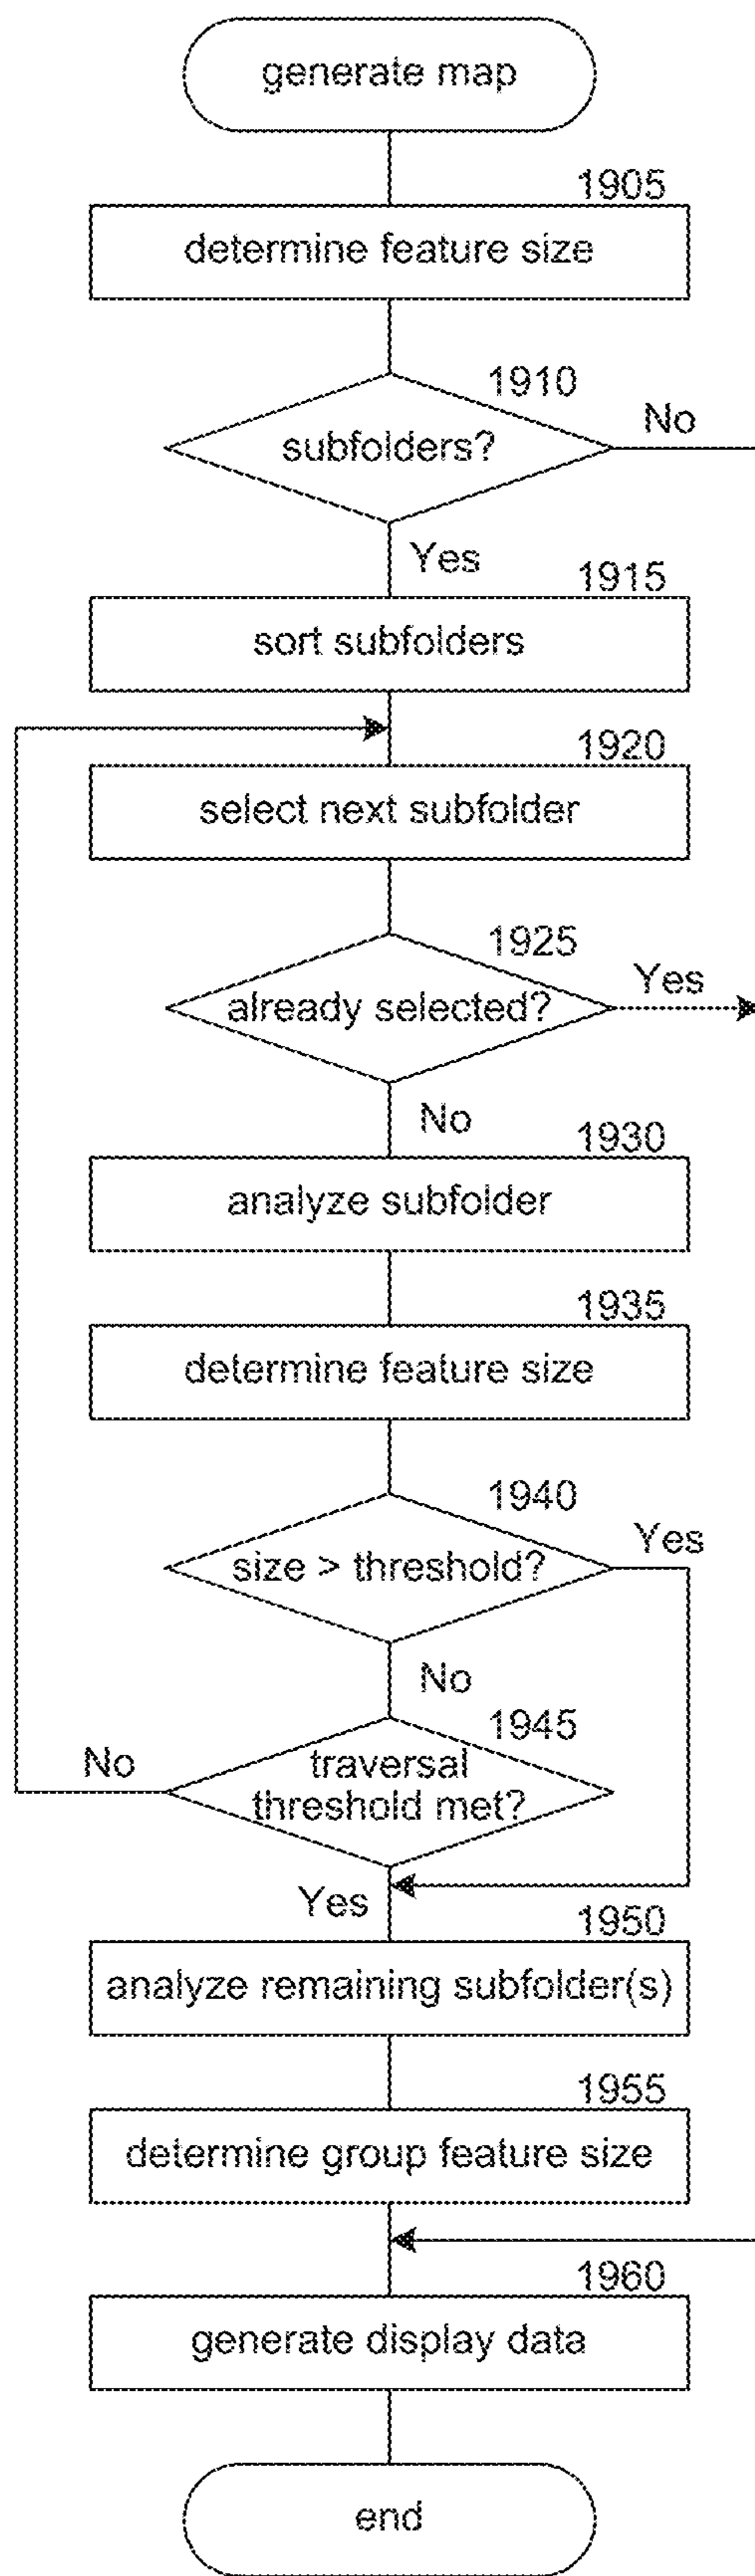 generate map
1905
determine feature size
1910
subfolders?
No
Yes
1915
sort subfolders
1920
select next subfolder
1925
already selected?
Yes
No
1930
analyze subfolder
1935
determine feature size
1940
size > threshold?
Yes
No
1945
traversal
threshold met?
No
Yes
1950
analyze remaining subfolder(s)
1955
determine group feature size
1960
generate display data
end